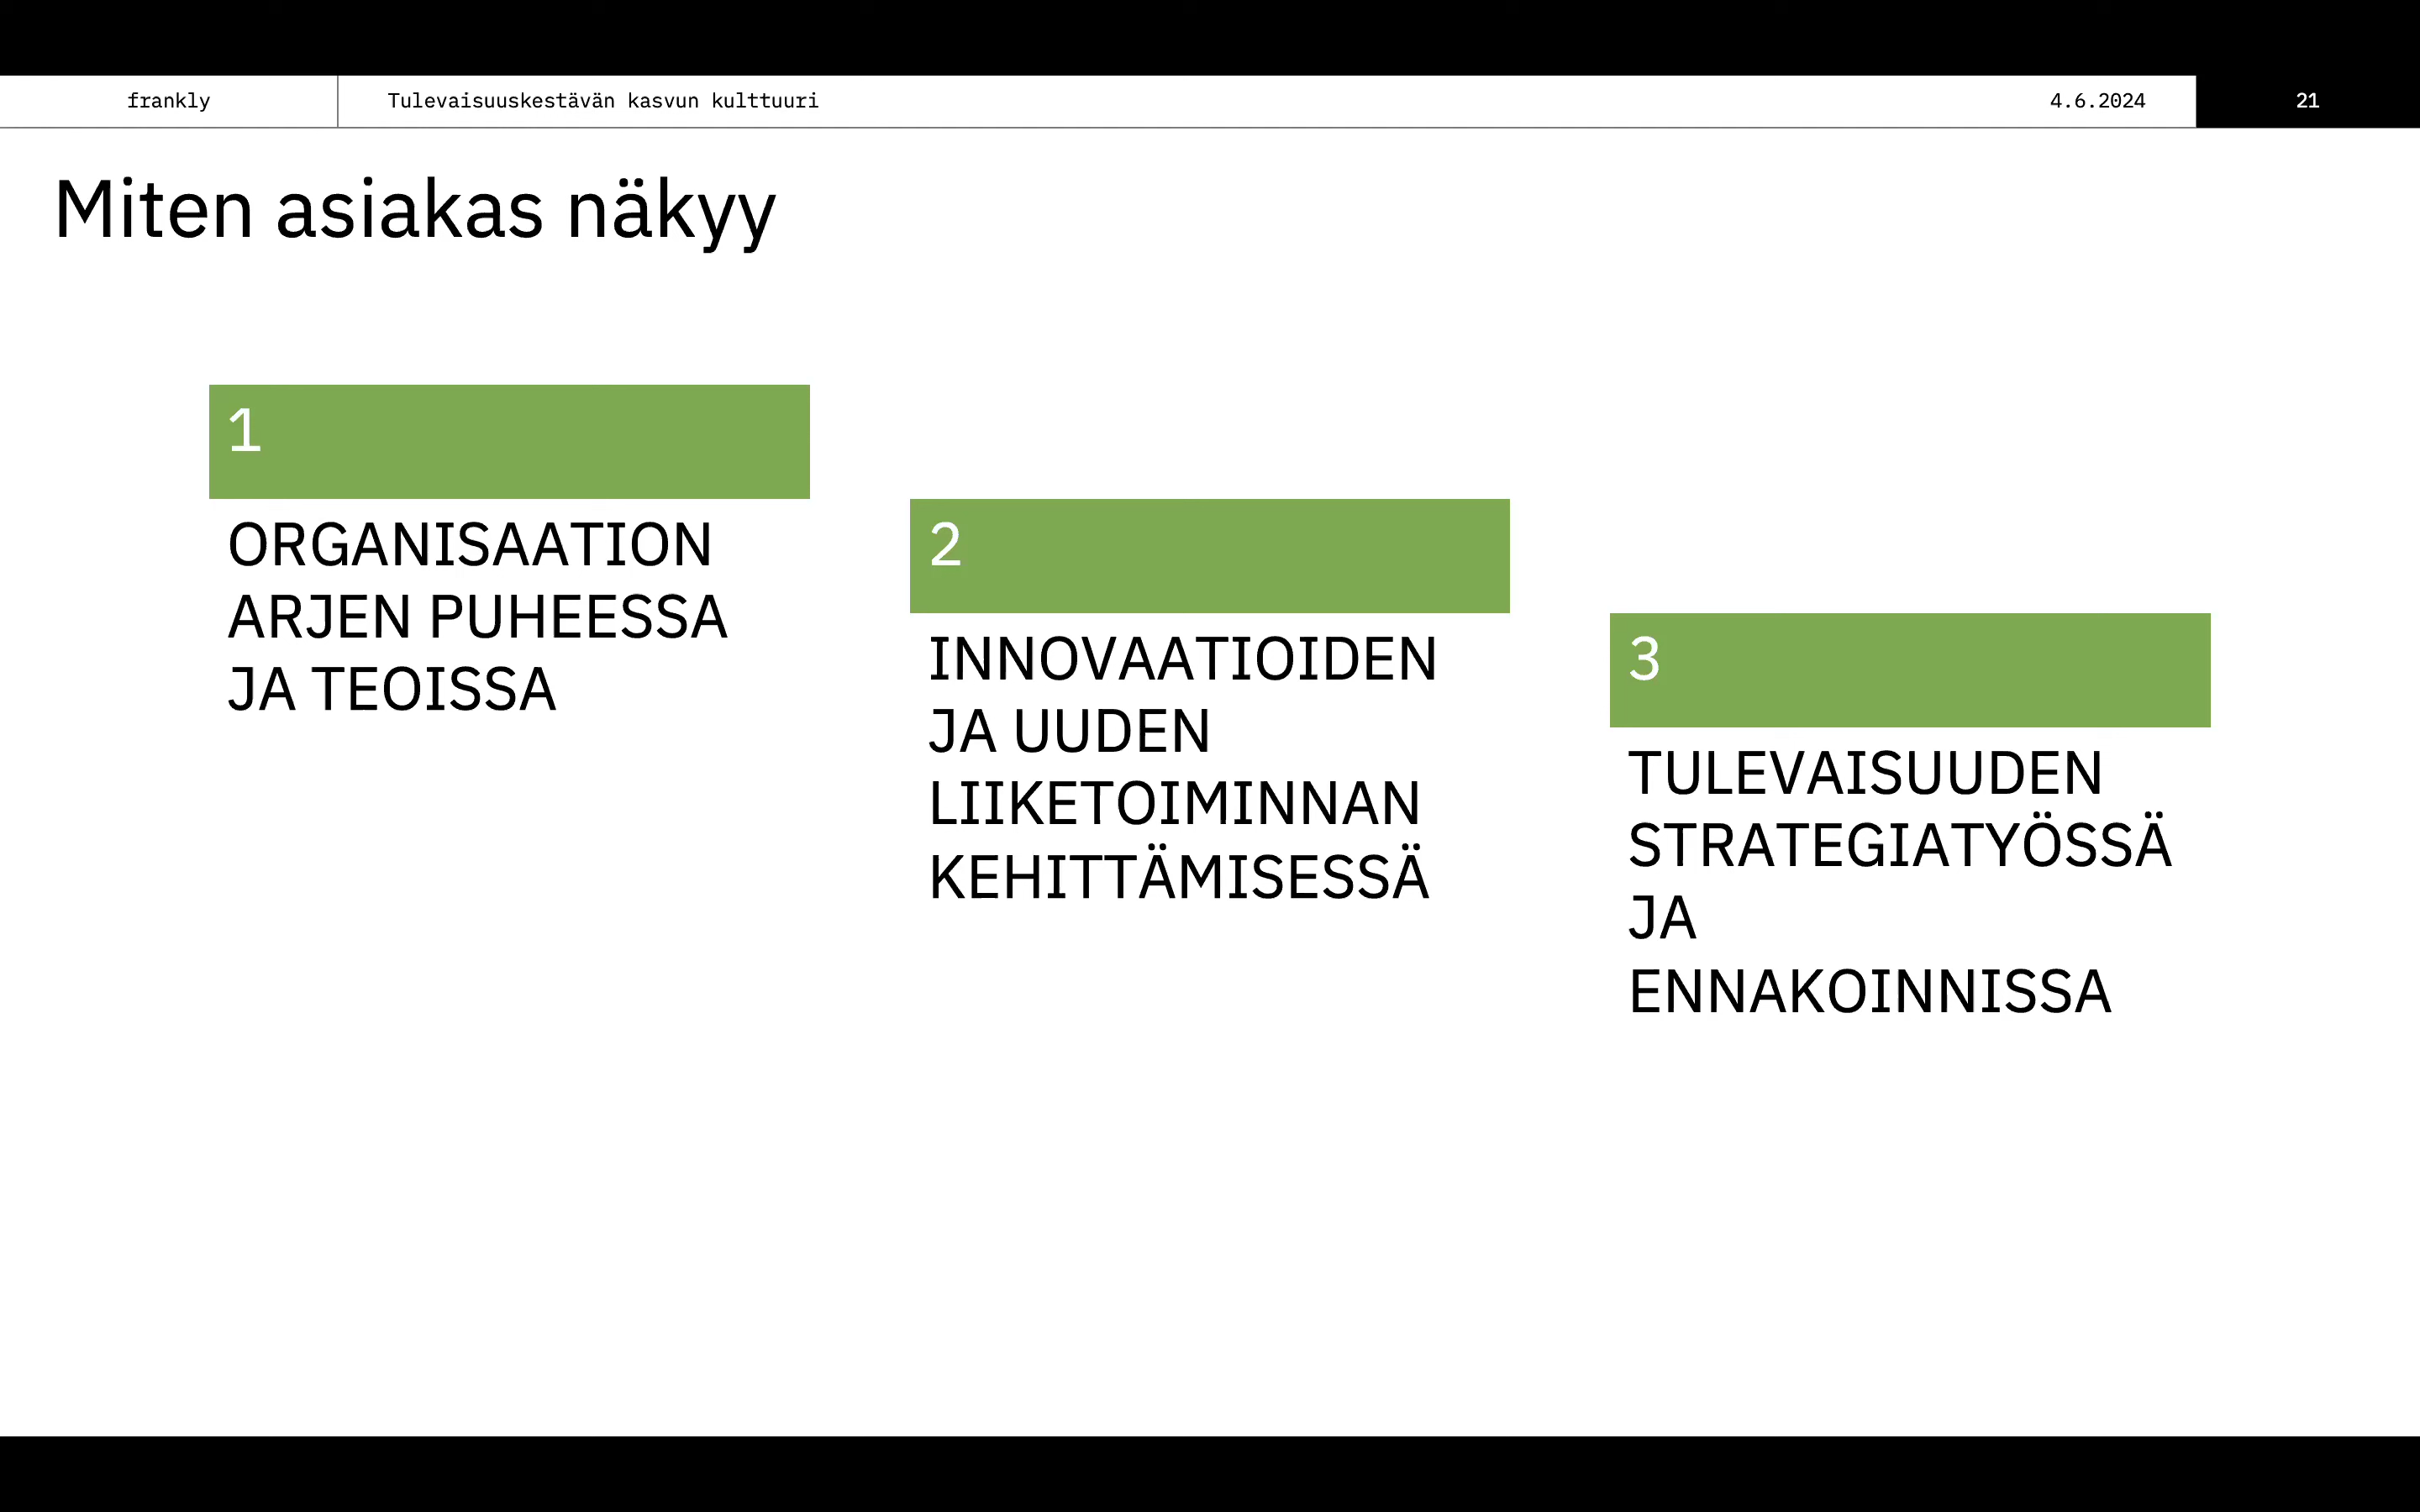 frankly
Tulevaisuuskestävän kasvun kulttuuri
4.6.2024
21
Miten asiakas näkyy
1
ORGANISAATION
ARJEN PUHEESSA
JA TEOISSA
2
INNOVAATIOIDEN
JA UUDEN
LIIKETOIMINNAN
KEHITTÄMISESSÄ
3
TULEVAISUUDEN
STRATEGIATYÖSSÄ
JA
ENNAKOINNISSA